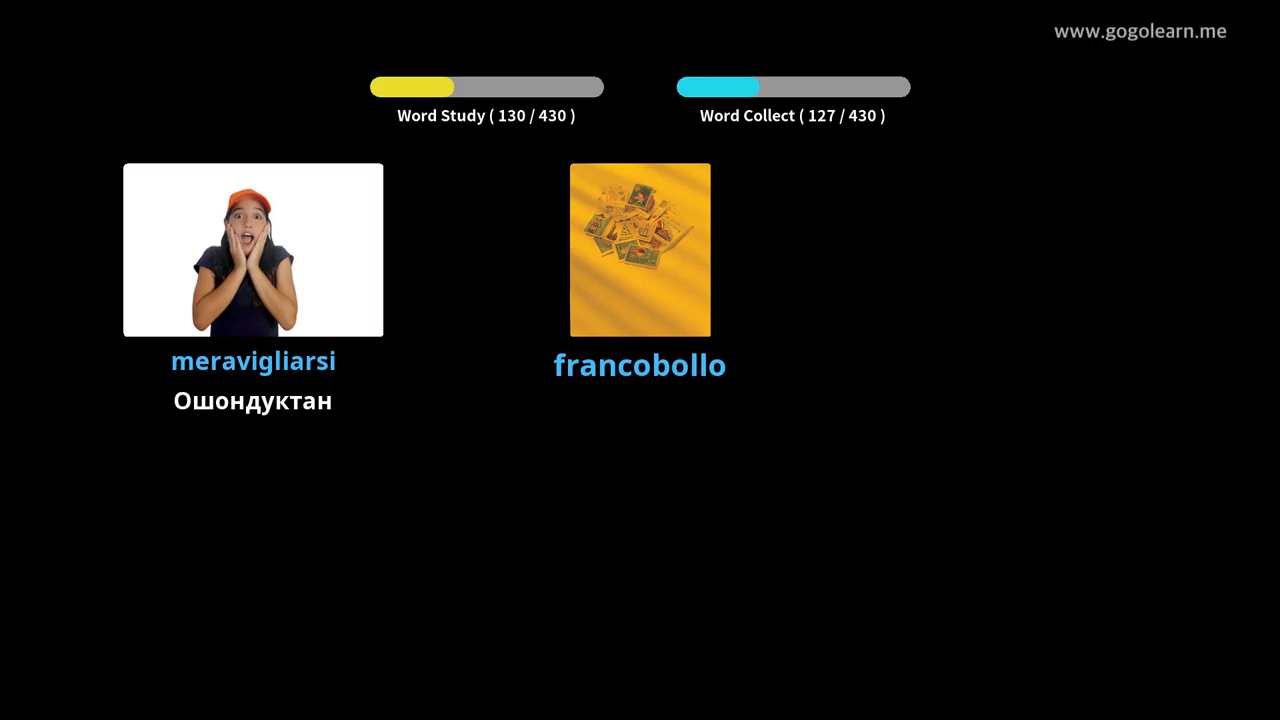 www.gogolearn.me
Word Study ( 130 / 430 )
Word Collect ( 127 / 430 )
meravigliarsi
Ошондуктан
francobollo